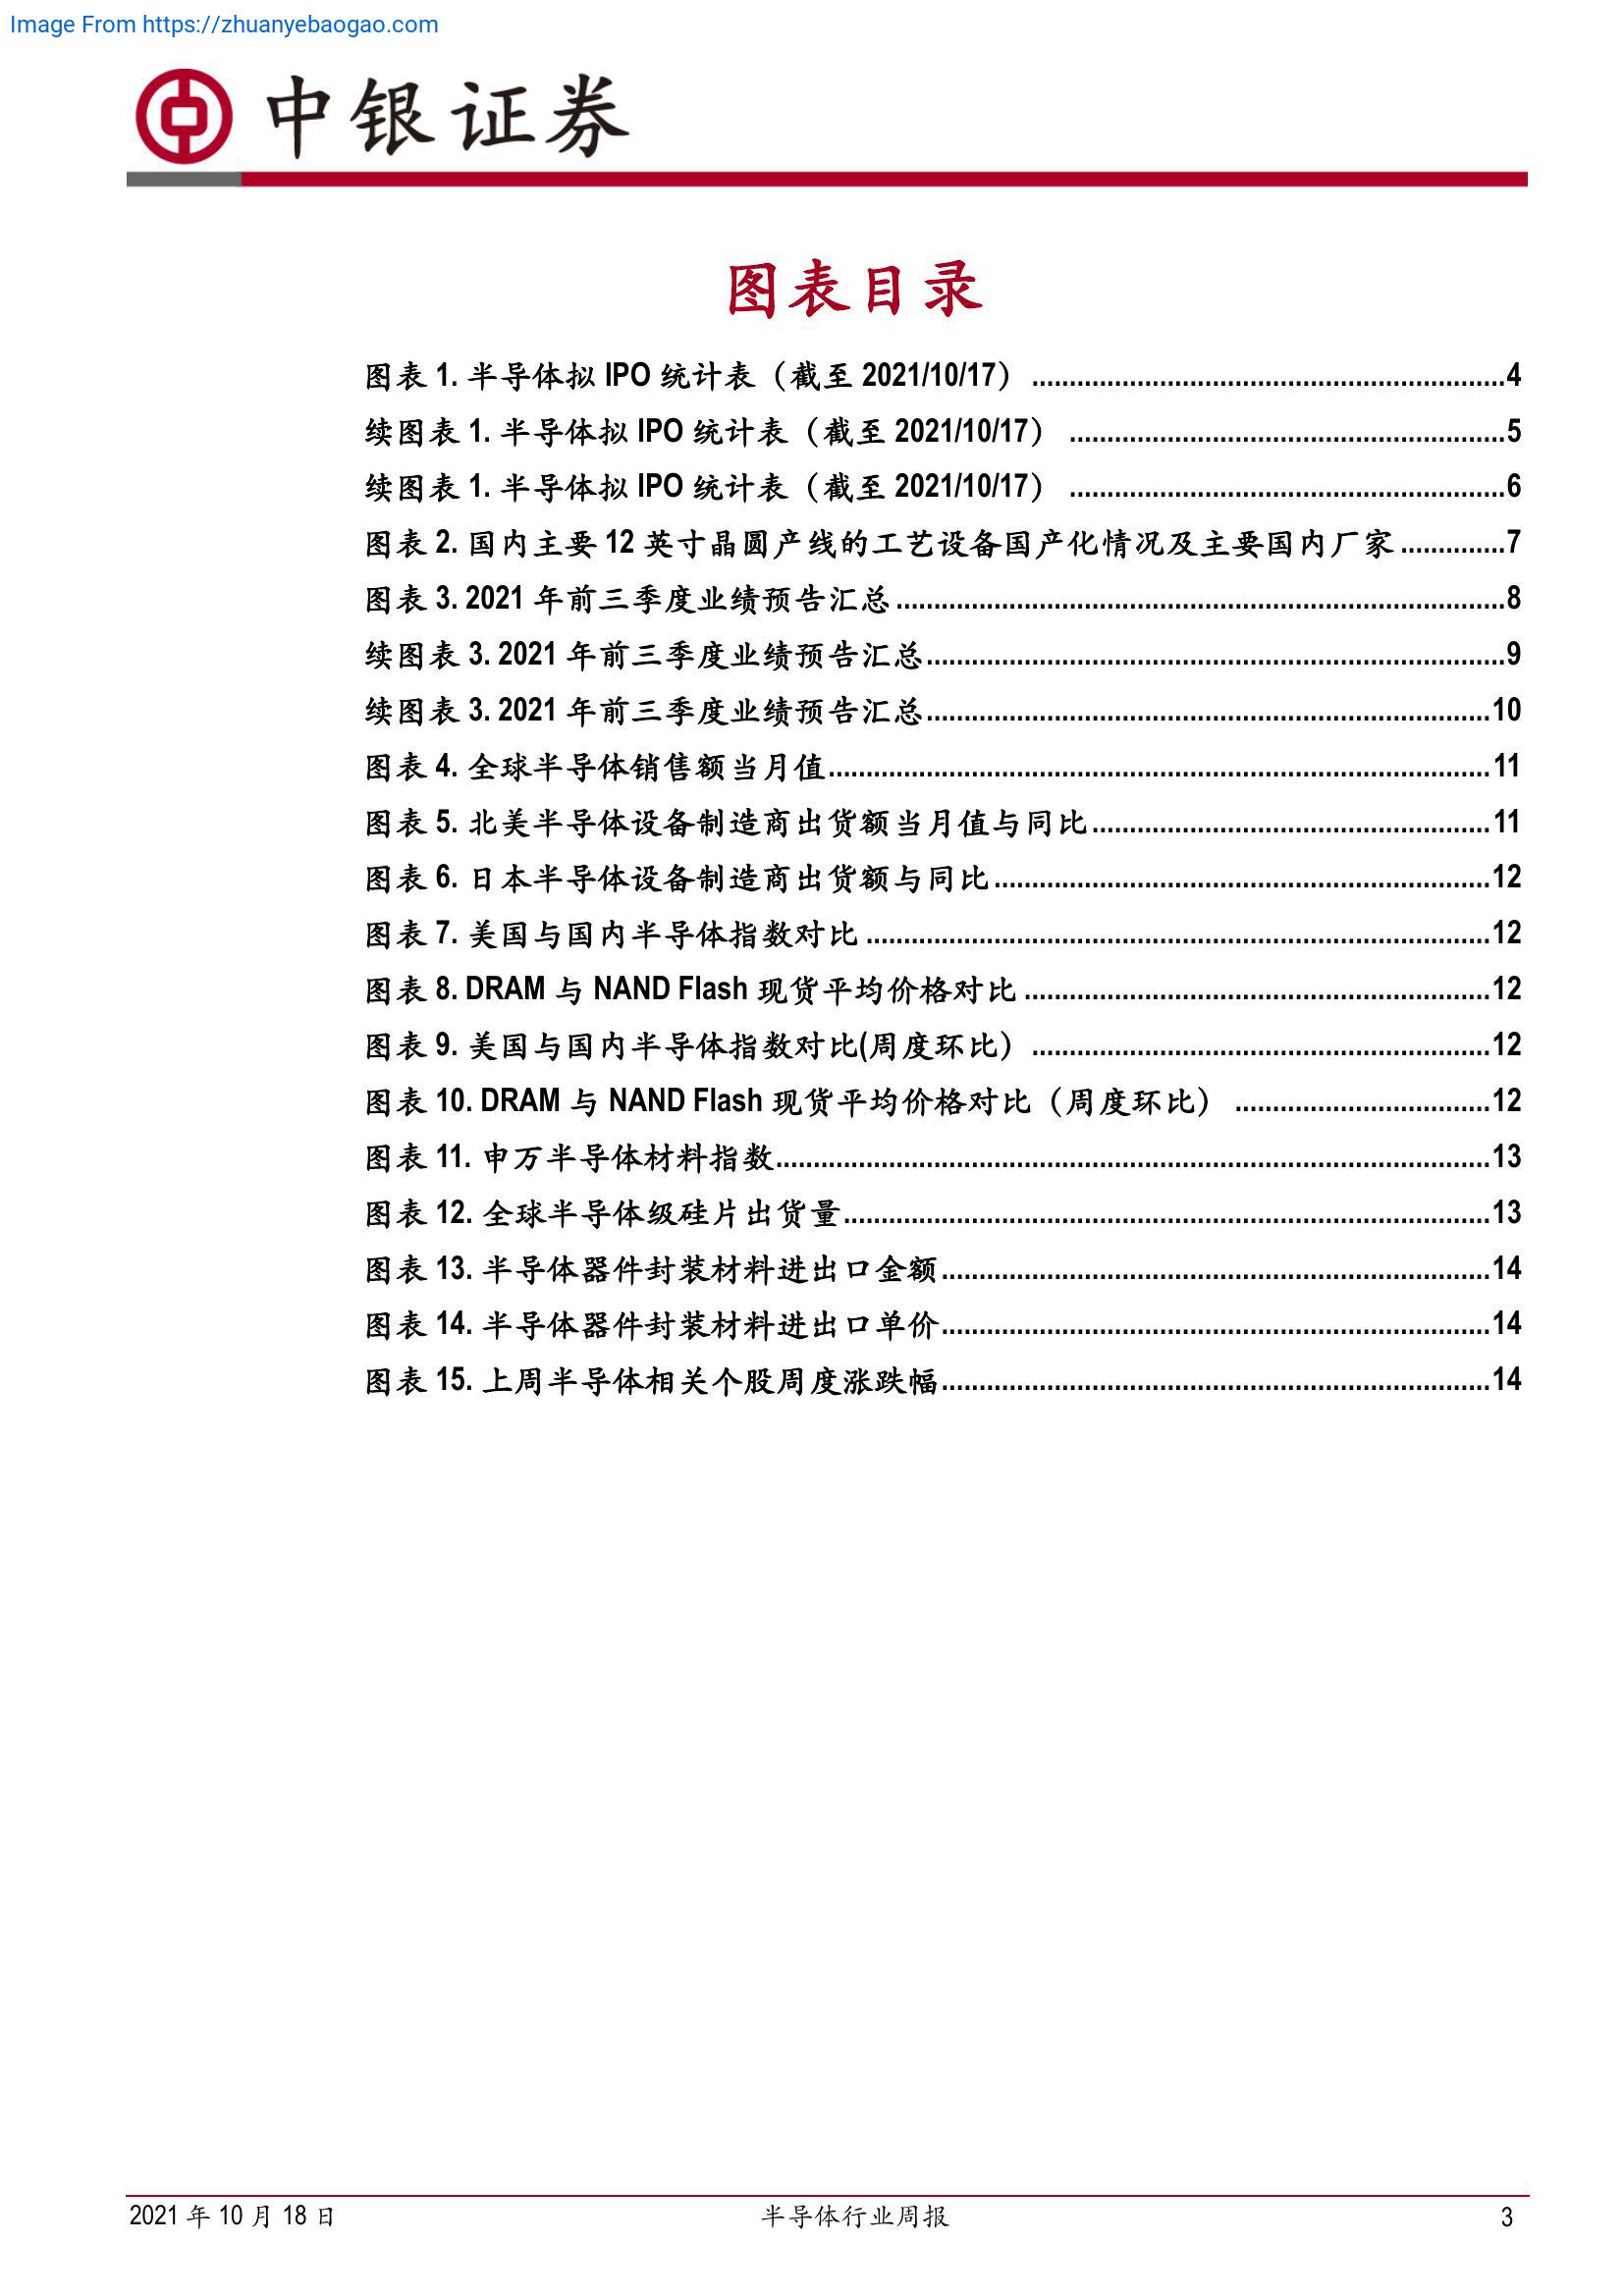 Image From https://zhuanyebaogao.com
中银证券
图表目录
图表 1. 半导体拟 IPO 统计表（截至 2021/10/17） ...............................................................4
续图表 1. 半导体拟 IPO 统计表（截至 2021/10/17） ..........................................................5
续图表 1. 半导体拟 IPO 统计表（截至 2021/10/17） ..........................................................6
图表 2. 国内主要 12 英寸晶圆产线的工艺设备国产化情况及主要国内厂家 ..............7
图表 3. 2021 年前三季度业绩预告汇总 .................................................................................8
续图表 3. 2021 年前三季度业绩预告汇总.............................................................................9
续图表 3. 2021 年前三季度业绩预告汇总...........................................................................10
图表 4. 全球半导体销售额当月值........................................................................................11
图表 5. 北美半导体设备制造商出货额当月值与同比.....................................................11
图表 6. 日本半导体设备制造商出货额与同比..................................................................12
图表 7. 美国与国内半导体指数对比 ...................................................................................12
图表 8. DRAM 与 NAND Flash 现货平均价格对比 ..............................................................12
图表 9. 美国与国内半导体指数对比(周度环比） .............................................................12
图表 10. DRAM 与 NAND Flash 现货平均价格对比（周度环比） ..................................12
图表 11. 申万半导体材料指数...............................................................................................13
图表 12. 全球半导体级硅片出货量......................................................................................13
图表 13. 半导体器件封装材料进出口金额.........................................................................14
图表 14. 半导体器件封装材料进出口单价.........................................................................14
图表 15. 上周半导体相关个股周度涨跌幅.........................................................................14
2021 年 10 月 18 日 半导体行业周报 3